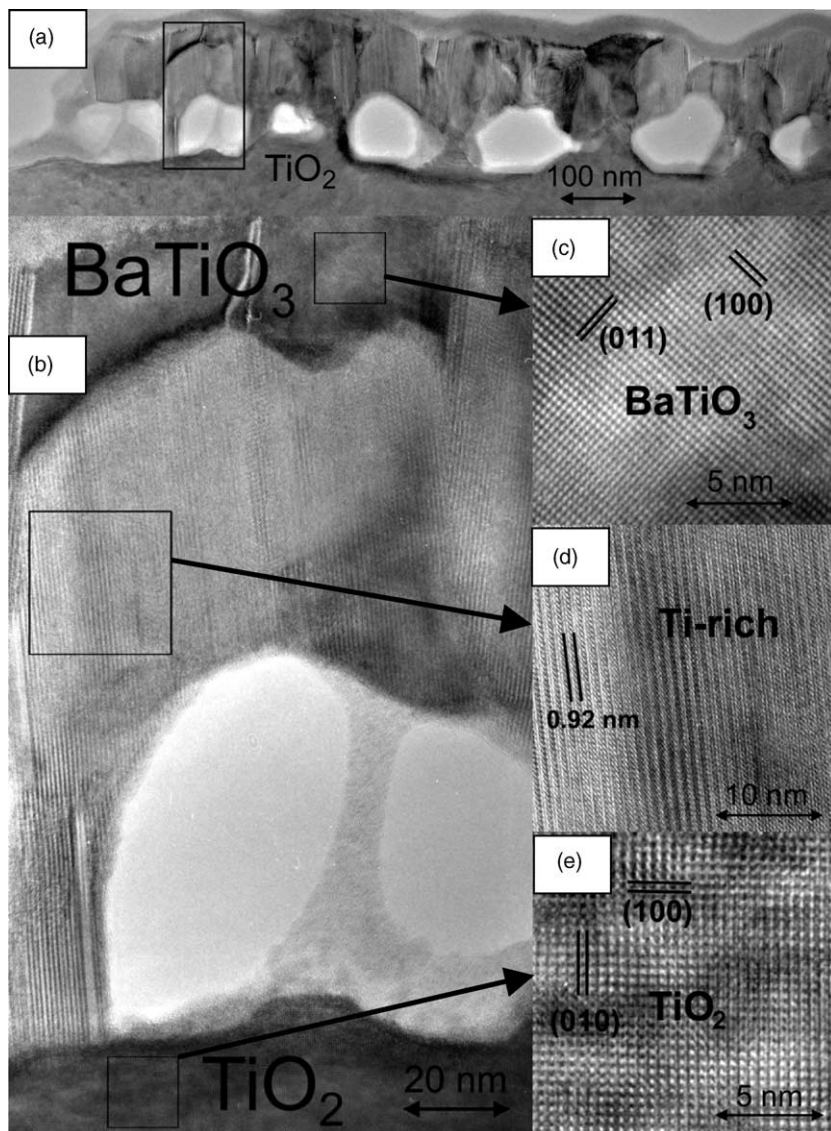 (a)
TiO₂
100 nm
BaTiO₃
(b)
20 nm
TiO₂
(c)
(011)
(100)
BaTiO₃
5 nm
(d)
Ti-rich
0.92 nm
10 nm
(e)
(100)
(010)
TiO₂
5 nm